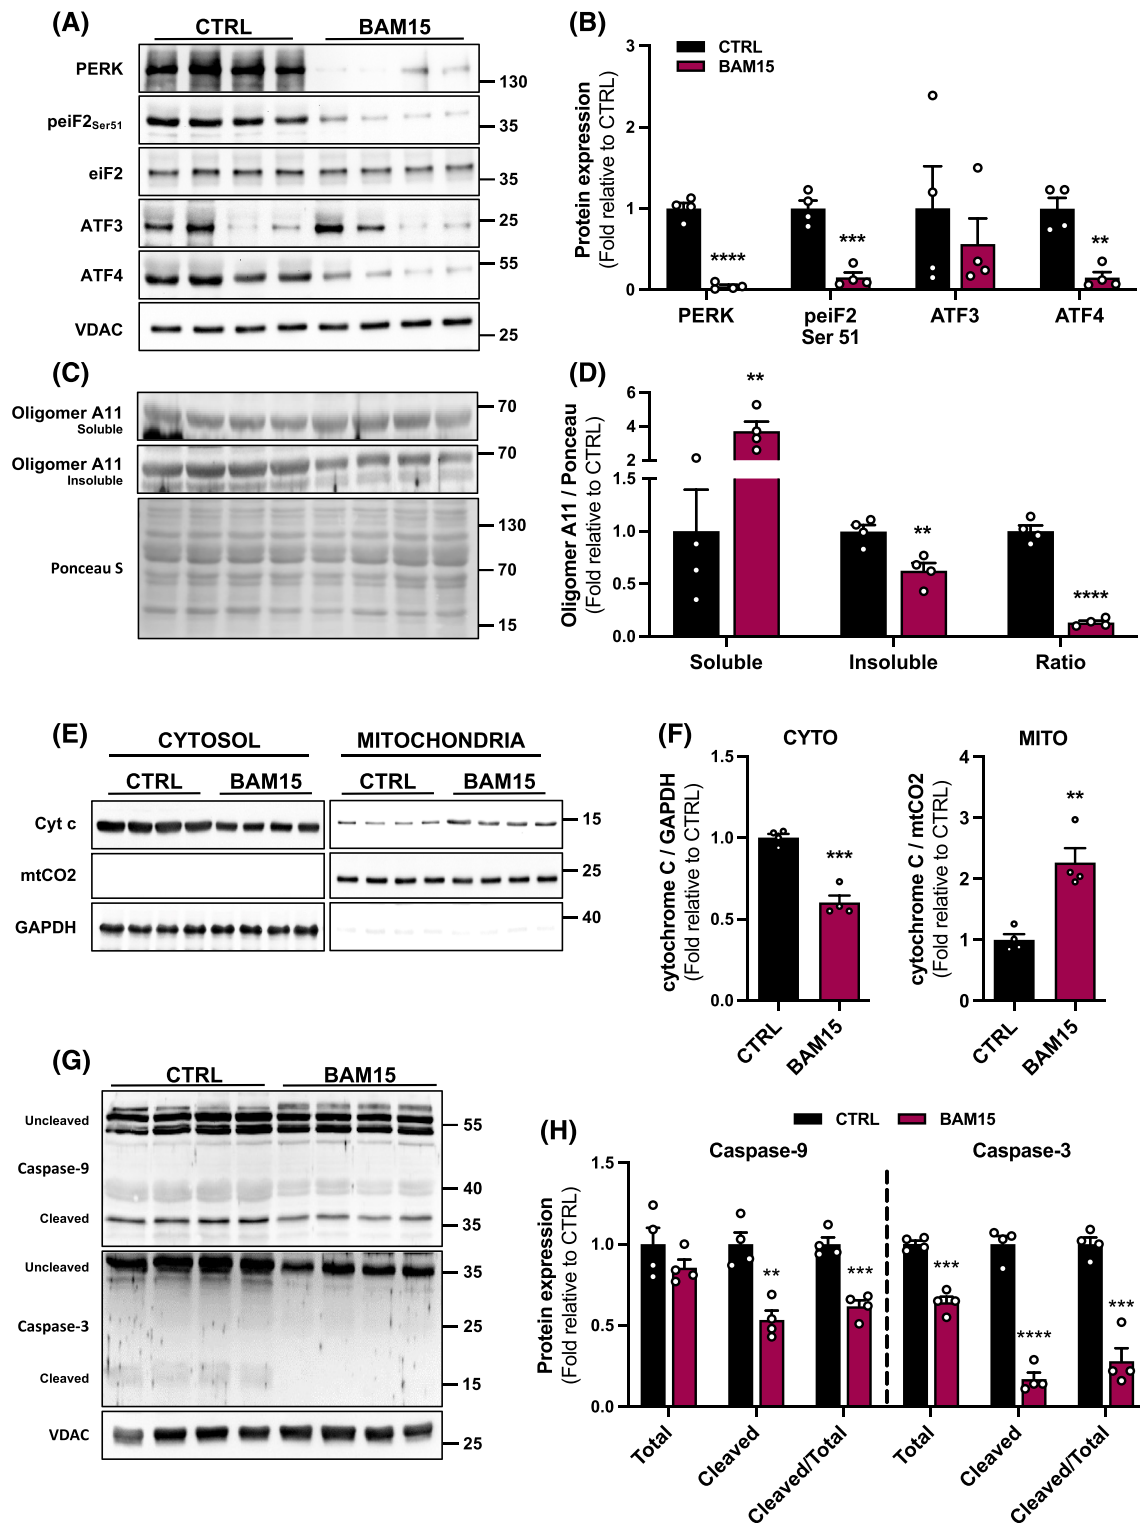 (A)
CTRL BAM15
PERK
130
peiF2Ser51
35
eiF2
35
ATF3
25
ATF4
55
VDAC
25
(B)
CTRL
BAM15
Protein expression
(Fold relative to CTRL)
3
2
1
0
**** *** **
PERK peiF2 ATF3 ATF4
Ser 51
(C)
Oligomer A11
Soluble
70
Oligomer A11
Insoluble
70
Ponceau S
130
70
15
(D)
Oligomer A11 / Ponceau
(Fold relative to CTRL)
6
4
2
1.5
1.0
0.5
0.0
** ** ****
Soluble Insoluble Ratio
(E)
CYTOSOL MITOCHONDRIA
CTRL BAM15 CTRL BAM15
Cyt c
15
mtCO2
25
GAPDH
40
(F)
CYTO
cytochrome C / GAPDH
(Fold relative to CTRL)
1.5
1.0
0.5
0.0
***
CTRL BAM15
MITO
cytochrome C / mtCO2
(Fold relative to CTRL)
4
3
2
1
0
**
CTRL BAM15
(G)
CTRL BAM15
Uncleaved
55
Caspase-9
40
Cleaved
35
Uncleaved
35
Caspase-3
25
Cleaved
15
VDAC
25
(H)
CTRL BAM15
Caspase-9 Caspase-3
Protein expression
(Fold relative to CTRL)
1.5
1.0
0.5
0.0
** *** *** **** ***
Total Cleaved Cleaved/Total Total Cleaved Cleaved/Total